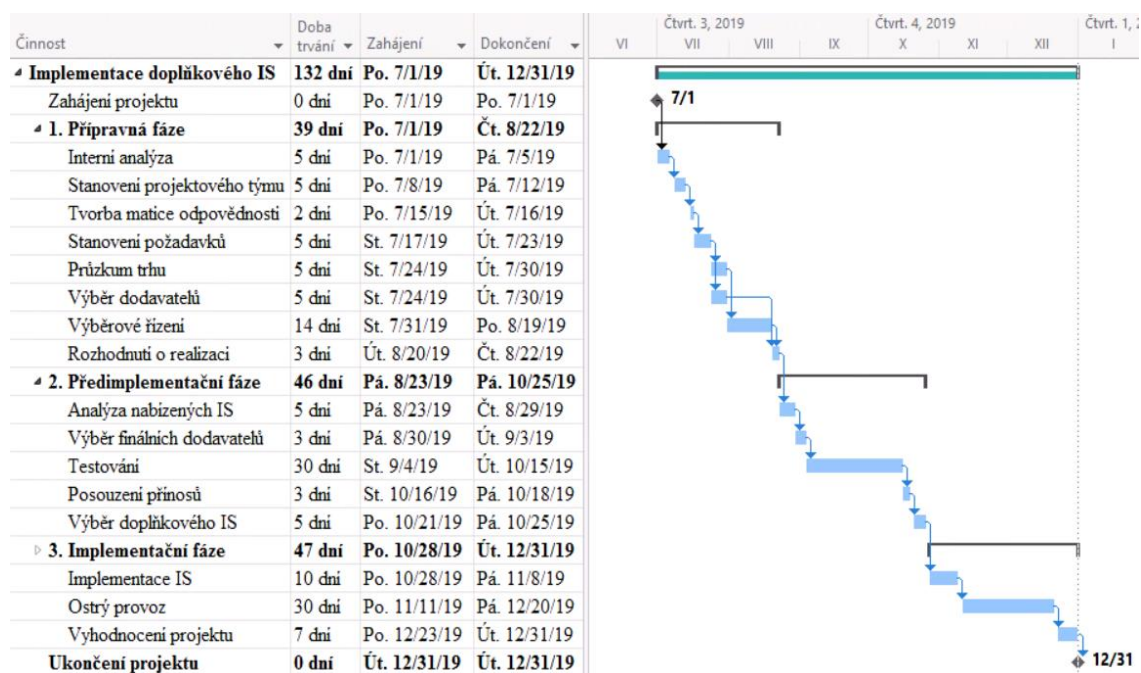 Čtvrt. 3, 2019 Čtvrt. 4, 2019 Čtvrt. 1, 2
Činnost Doba trvání Zahájení Dokončení VI VII VIII IX X XI XII I
Implementace doplňkového IS 132 dní Po. 7/1/19 Út. 12/31/19
Zahájení projektu 0 dní Po. 7/1/19 Po. 7/1/19 7/1
1. Přípravná fáze 39 dní Po. 7/1/19 Čt. 8/22/19
Interní analýza 5 dní Po. 7/1/19 Pá. 7/5/19
Stanovení projektového týmu 5 dní Po. 7/8/19 Pá. 7/12/19
Tvorba matice odpovědnosti 2 dní Po. 7/15/19 Út. 7/16/19
Stanovení požadavků 5 dní St. 7/17/19 Út. 7/23/19
Průzkum trhu 5 dní St. 7/24/19 Út. 7/30/19
Výběr dodavatelů 5 dní St. 7/24/19 Út. 7/30/19
Výběrové řízení 14 dní St. 7/31/19 Po. 8/19/19
Rozhodnutí o realizaci 3 dní Út. 8/20/19 Čt. 8/22/19
2. Předimplementační fáze 46 dní Pá. 8/23/19 Pá. 10/25/19
Analýza nabízených IS 5 dní Pá. 8/23/19 Čt. 8/29/19
Výběr finálních dodavatelů 3 dní Pá. 8/30/19 Út. 9/3/19
Testování 30 dní St. 9/4/19 Út. 10/15/19
Posouzení přínosů 3 dní St. 10/16/19 Pá. 10/18/19
Výběr doplňkového IS 5 dní Po. 10/21/19 Pá. 10/25/19
3. Implementační fáze 47 dní Po. 10/28/19 Út. 12/31/19
Implementace IS 10 dní Po. 10/28/19 Pá. 11/8/19
Ostrý provoz 30 dní Po. 11/11/19 Pá. 12/20/19
Vyhodnocení projektu 7 dní Po. 12/23/19 Út. 12/31/19
Ukončení projektu 0 dní Út. 12/31/19 Út. 12/31/19 12/31